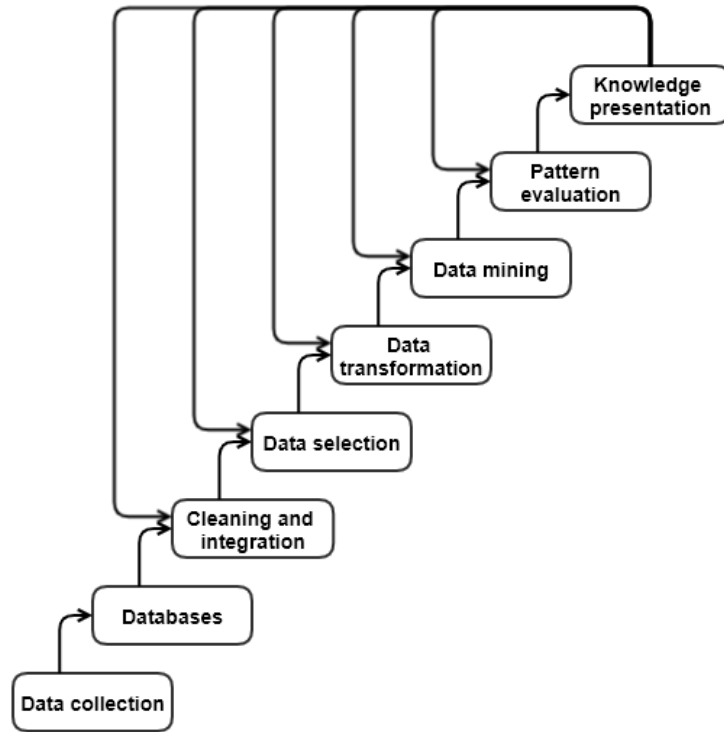 Knowledge
presentation
Pattern
evaluation
Data mining
Data
transformation
Data selection
Cleaning and
integration
Databases
Data collection